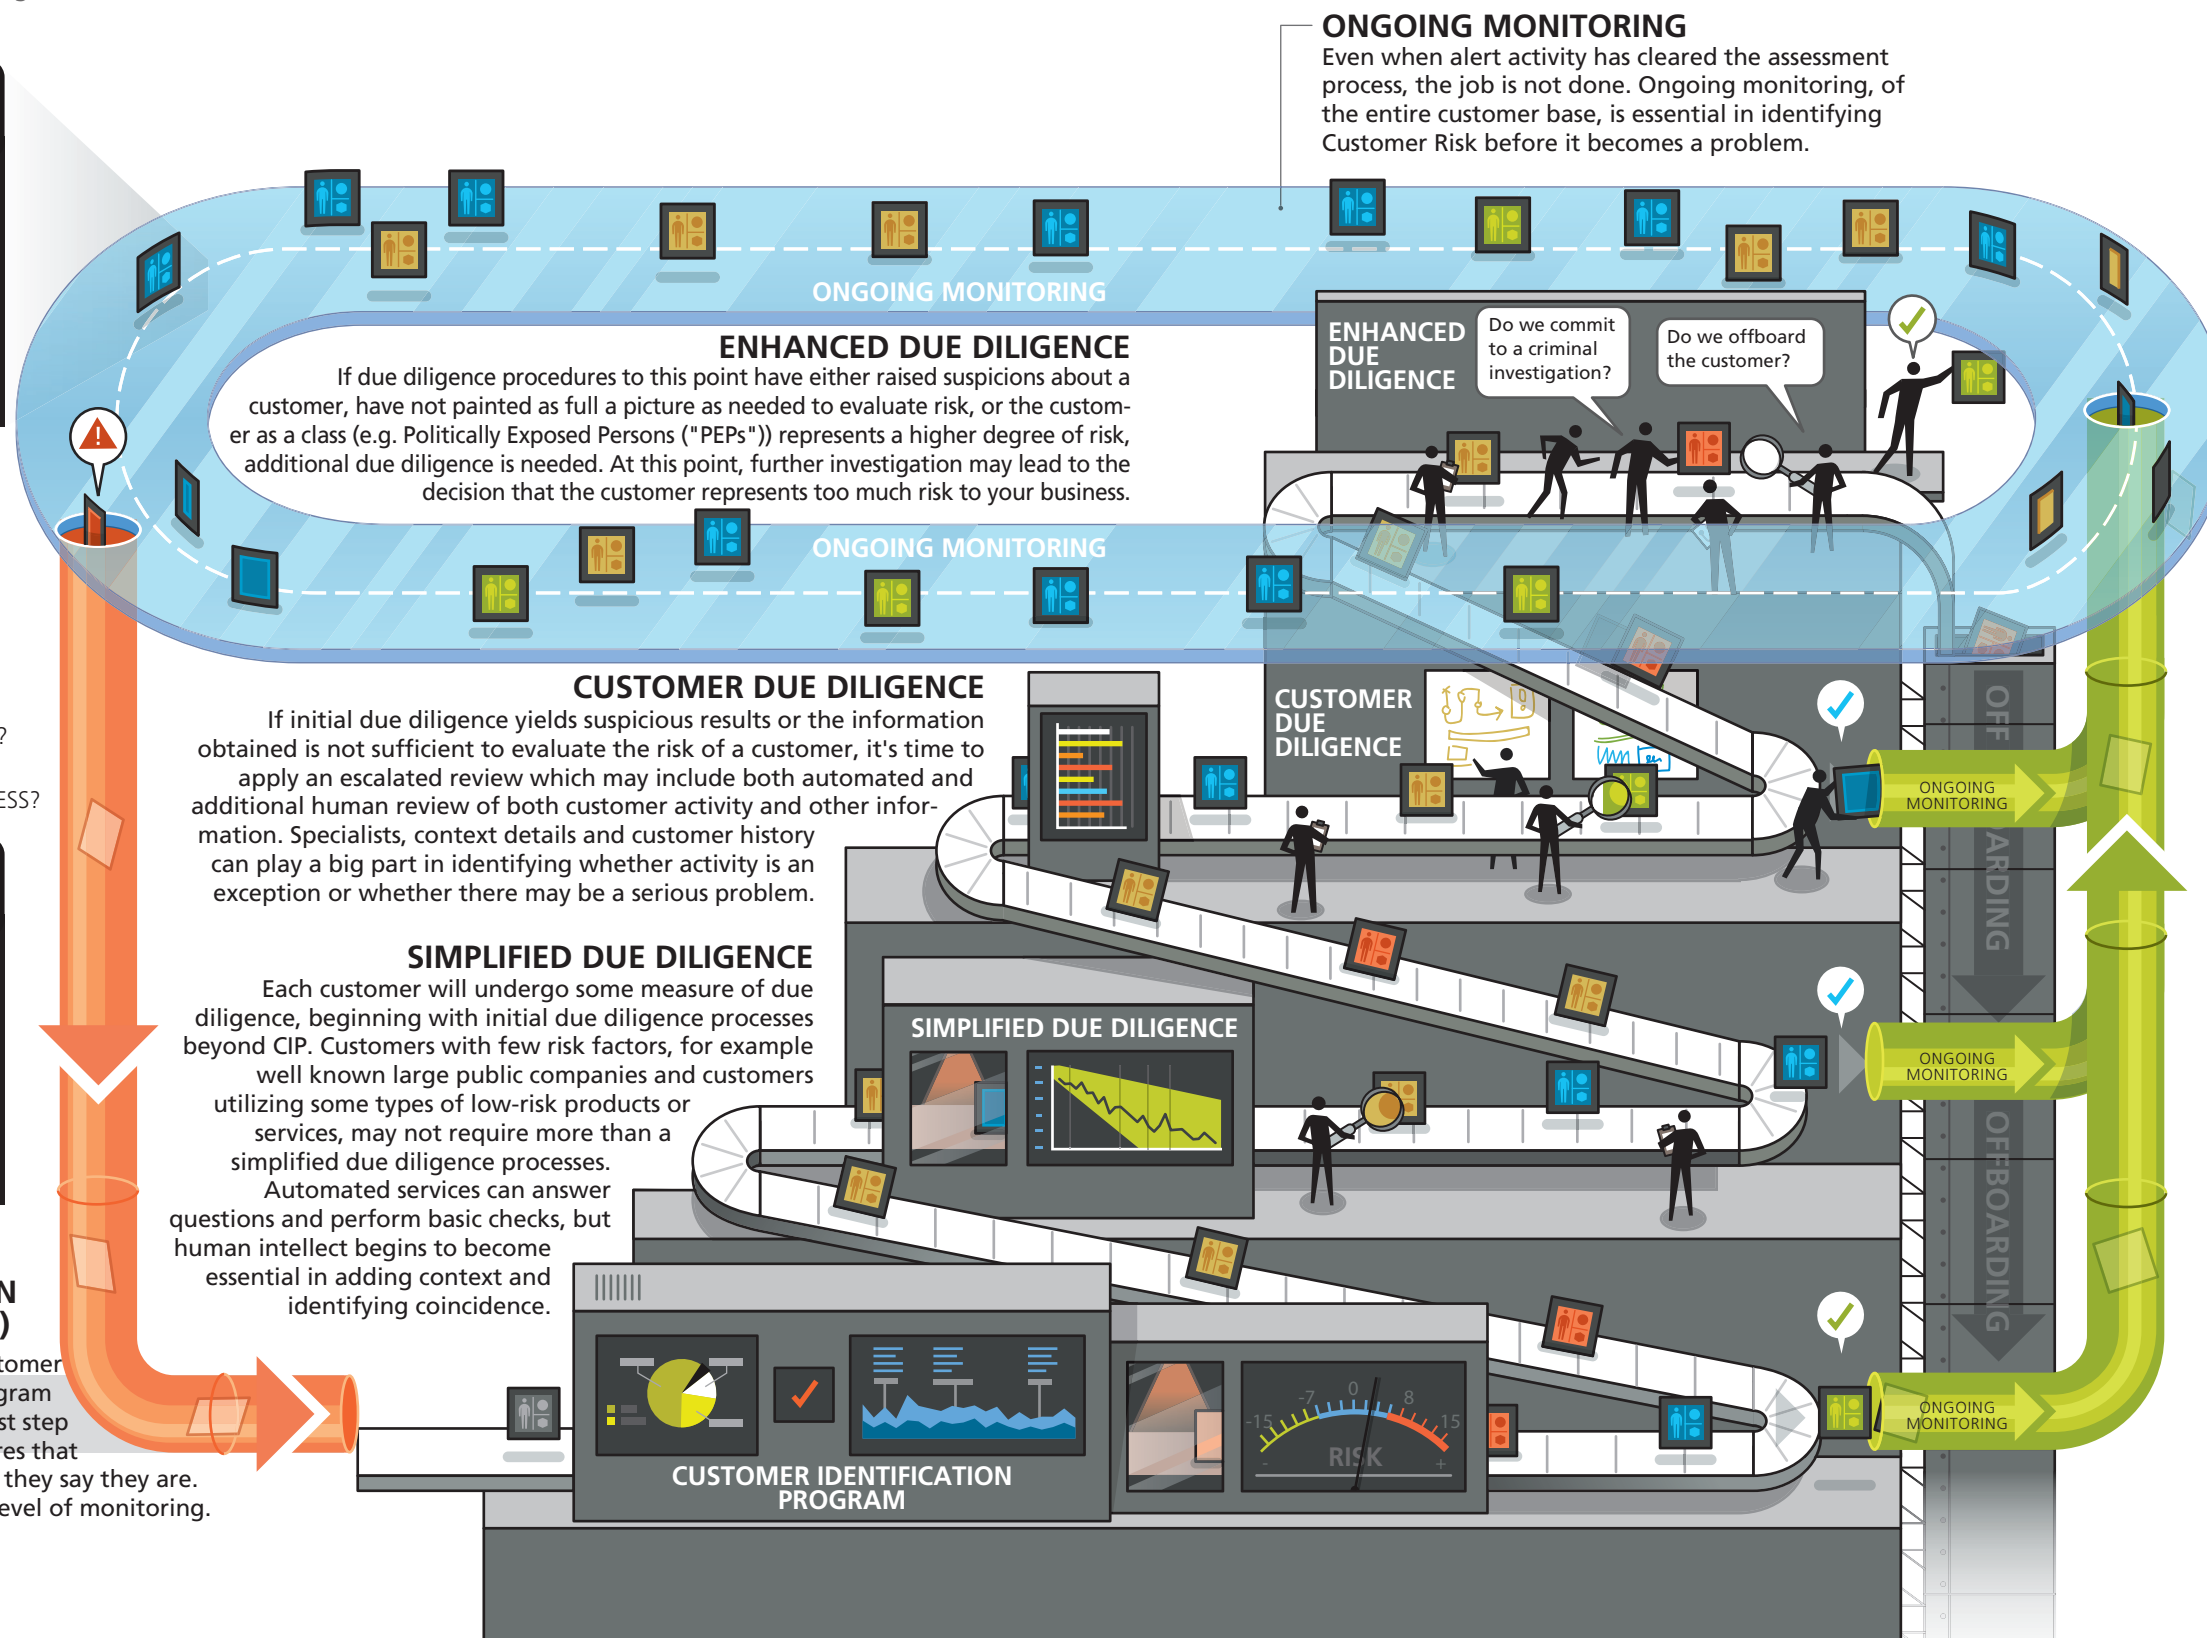 ONGOING MONITORING
Even when alert activity has cleared the assessment
process, the job is not done. Ongoing monitoring, of
the entire customer base, is essential in identifying
Customer Risk before it becomes a problem.
ONGOING MONITORING
ENHANCED DUE DILIGENCE
If due diligence procedures to this point have either raised suspicions about a
customer, have not painted as full a picture as needed to evaluate risk, or the custom-
er as a class (e.g. Politically Exposed Persons ("PEPs")) represents a higher degree of risk,
additional due diligence is needed. At this point, further investigation may lead to the
decision that the customer represents too much risk to your business.
ENHANCED
DUE
DILIGENCE
Do we commit
to a criminal
investigation?
Do we offboard
the customer?
!
ONGOING MONITORING
CUSTOMER DUE DILIGENCE
If initial due diligence yields suspicious results or the information
obtained is not sufficient to evaluate the risk of a customer, it's time to
apply an escalated review which may include both automated and
additional human review of both customer activity and other infor-
mation. Specialists, context details and customer history
can play a big part in identifying whether activity is an
exception or whether there may be a serious problem.
CUSTOMER
DUE
DILIGENCE
ONGOING
MONITORING
OFFBOARDING
?
ESS?
SIMPLIFIED DUE DILIGENCE
Each customer will undergo some measure of due
diligence, beginning with initial due diligence processes
beyond CIP. Customers with few risk factors, for example
well known large public companies and customers
utilizing some types of low-risk products or
services, may not require more than a
simplified due diligence processes.
Automated services can answer
questions and perform basic checks, but
human intellect begins to become
essential in adding context and
identifying coincidence.
SIMPLIFIED DUE DILIGENCE
ONGOING
MONITORING
OFFBOARDING
N
)
tomer
gram
st step
res that
they say they are.
evel of monitoring.
CUSTOMER IDENTIFICATION
PROGRAM
-15 -7 0 8 15
RISK
- +
ONGOING
MONITORING